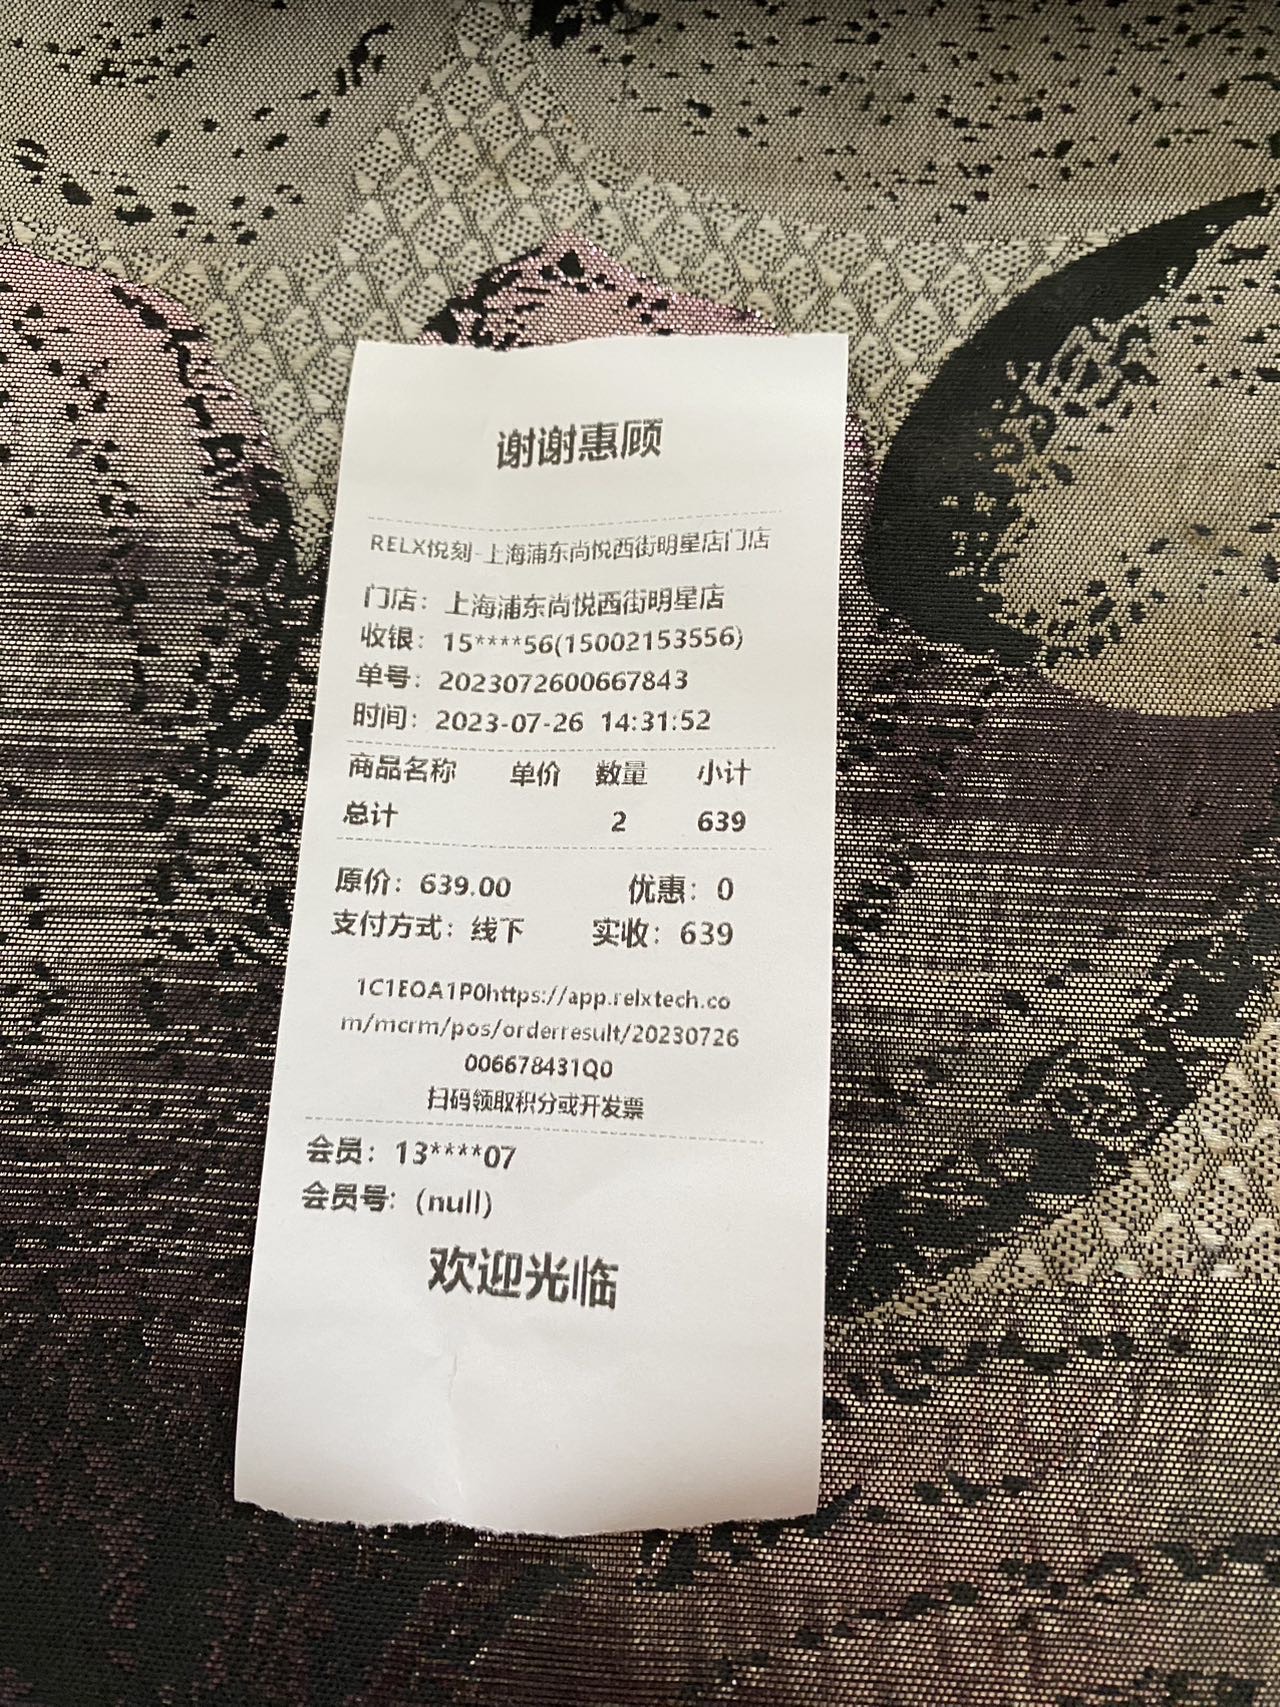 谢谢惠顾
RELX悦刻-上海浦东尚悦西街明星店门店
门店：上海浦东尚悦西街明星店
收银：15****56(15002153556)
单号：2023072600667843
时间：2023-07-26 14:31:52
商品名称 单价 数量 小计
总计 2 639
原价：639.00 优惠：0
支付方式：线下 实收：639
1C1EOA1P0https://app.relxtech.co
m/mcrm/pos/orderresult/20230726
006678431Q0
扫码领取积分或开发票
会员：13****07
会员号：(null)
欢迎光临